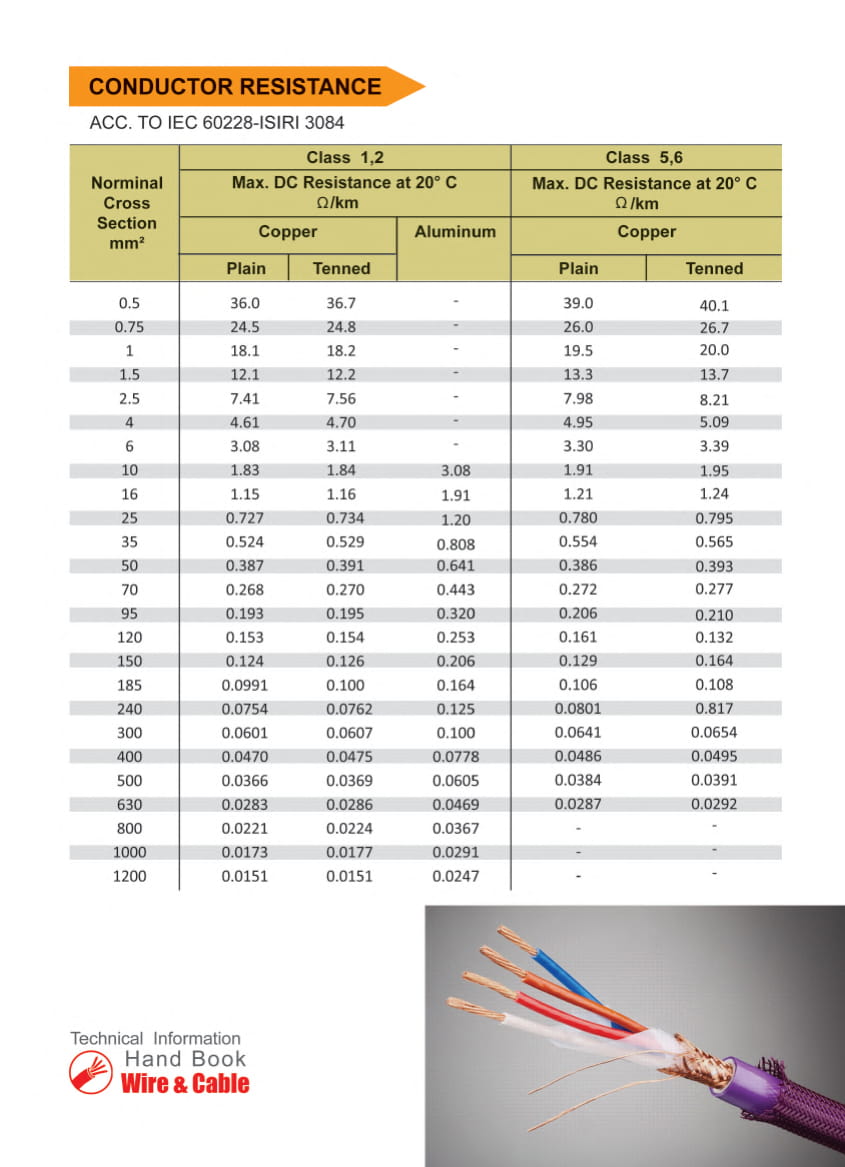 CONDUCTOR RESISTANCE
ACC. TO IEC 60228-ISIRI 3084
Norminal
Cross
Section
mm²
Class 1,2
Max. DC Resistance at 20° C
Ω/km
Copper
Aluminum
Plain Tenned
Class 5,6
Max. DC Resistance at 20° C
Ω/km
Copper
Plain Tenned
0.5 36.0 36.7 - 39.0 40.1
0.75 24.5 24.8 - 26.0 26.7
1 18.1 18.2 - 19.5 20.0
1.5 12.1 12.2 - 13.3 13.7
2.5 7.41 7.56 - 7.98 8.21
4 4.61 4.70 - 4.95 5.09
6 3.08 3.11 - 3.30 3.39
10 1.83 1.84 3.08 1.91 1.95
16 1.15 1.16 1.91 1.21 1.24
25 0.727 0.734 1.20 0.780 0.795
35 0.524 0.529 0.808 0.554 0.565
50 0.387 0.391 0.641 0.386 0.393
70 0.268 0.270 0.443 0.272 0.277
95 0.193 0.195 0.320 0.206 0.210
120 0.153 0.154 0.253 0.161 0.132
150 0.124 0.126 0.206 0.129 0.164
185 0.0991 0.100 0.164 0.106 0.108
240 0.0754 0.0762 0.125 0.0801 0.817
300 0.0601 0.0607 0.100 0.0641 0.0654
400 0.0470 0.0475 0.0778 0.0486 0.0495
500 0.0366 0.0369 0.0605 0.0384 0.0391
630 0.0283 0.0286 0.0469 0.0287 0.0292
800 0.0221 0.0224 0.0367 - -
1000 0.0173 0.0177 0.0291 - -
1200 0.0151 0.0151 0.0247 - -
Technical Information
Hand Book
Wire & Cable